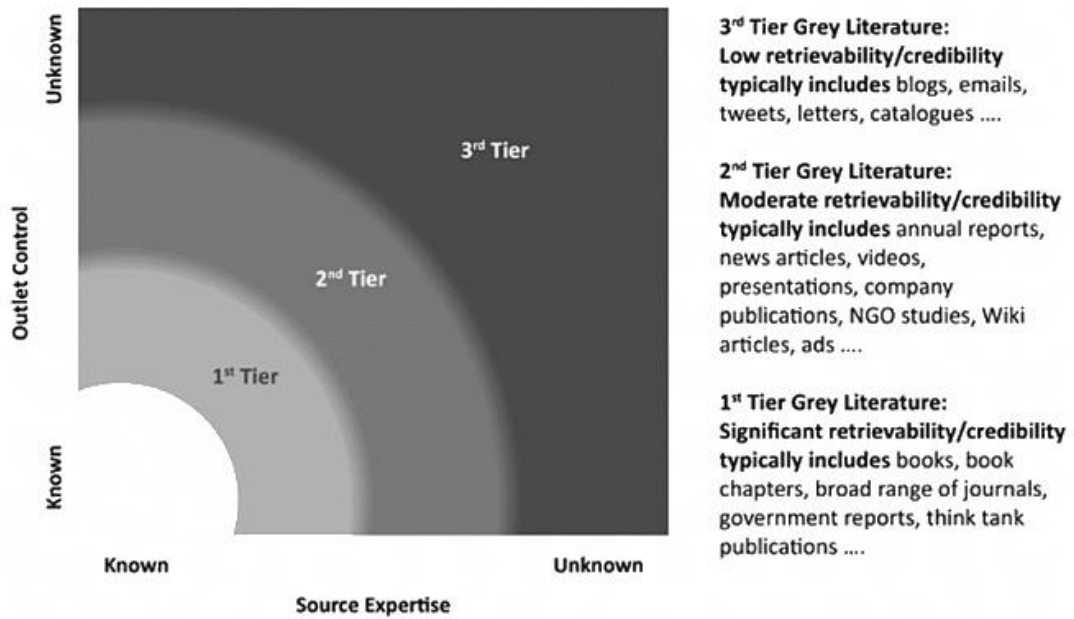 Unknown
Outlet Control
Known
3rd Tier
2nd Tier
1st Tier
Known
Unknown
Source Expertise
3rd Tier Grey Literature:
Low retrievability/credibility
typically includes blogs, emails,
tweets, letters, catalogues ....
2nd Tier Grey Literature:
Moderate retrievability/credibility
typically includes annual reports,
news articles, videos,
presentations, company
publications, NGO studies, Wiki
articles, ads ....
1st Tier Grey Literature:
Significant retrievability/credibility
typically includes books, book
chapters, broad range of journals,
government reports, think tank
publications ....